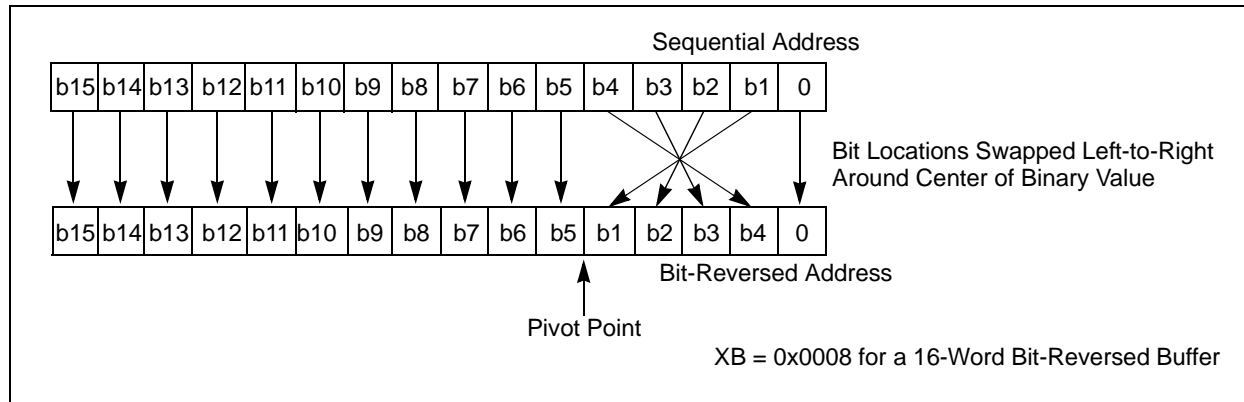 Sequential Address
b15 b14 b13 b12 b11 b10 b9 b8 b7 b6 b5 b4 b3 b2 b1 0
Bit Locations Swapped Left-to-Right
Around Center of Binary Value
b15 b14 b13 b12 b11 b10 b9 b8 b7 b6 b5 b1 b2 b3 b4 0
Bit-Reversed Address
Pivot Point
XB = 0x0008 for a 16-Word Bit-Reversed Buffer